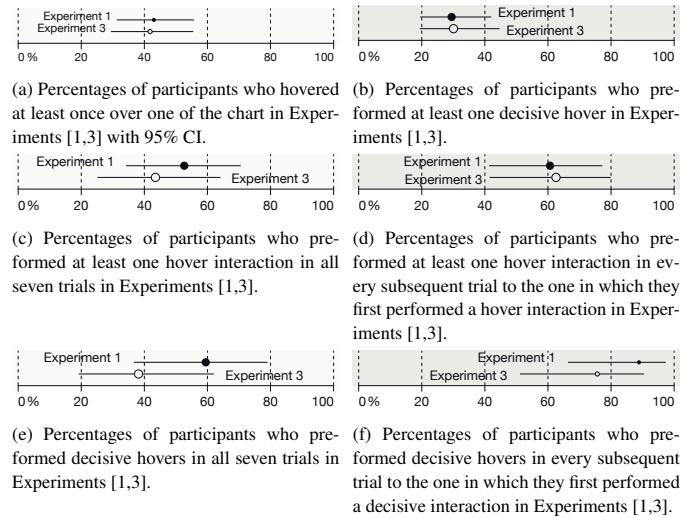 Experiment 1
Experiment 3
0 % 20 40 60 80 100
(a) Percentages of participants who hovered
at least once over one of the chart in Exper-
iments [1,3] with 95% CI.
Experiment 1
Experiment 3
0 % 20 40 60 80 100
(b) Percentages of participants who pre-
formed at least one decisive hover in Exper-
iments [1,3].
Experiment 1
Experiment 3
0 % 20 40 60 80 100
(c) Percentages of participants who pre-
formed at least one hover interaction in all
seven trials in Experiments [1,3].
Experiment 1
Experiment 3
0 % 20 40 60 80 100
(d) Percentages of participants who pre-
formed at least one hover interaction in ev-
ery subsequent trial to the one in which they
first performed a hover interaction in Exper-
iments [1,3].
Experiment 1
Experiment 3
0 % 20 40 60 80 100
(e) Percentages of participants who pre-
formed decisive hovers in all seven trials in
Experiments [1,3].
Experiment 1
Experiment 3
0 % 20 40 60 80 100
(f) Percentages of participants who pre-
formed decisive hovers in every subsequent
trial to the one in which they first performed
a decisive interaction in Experiments [1,3].